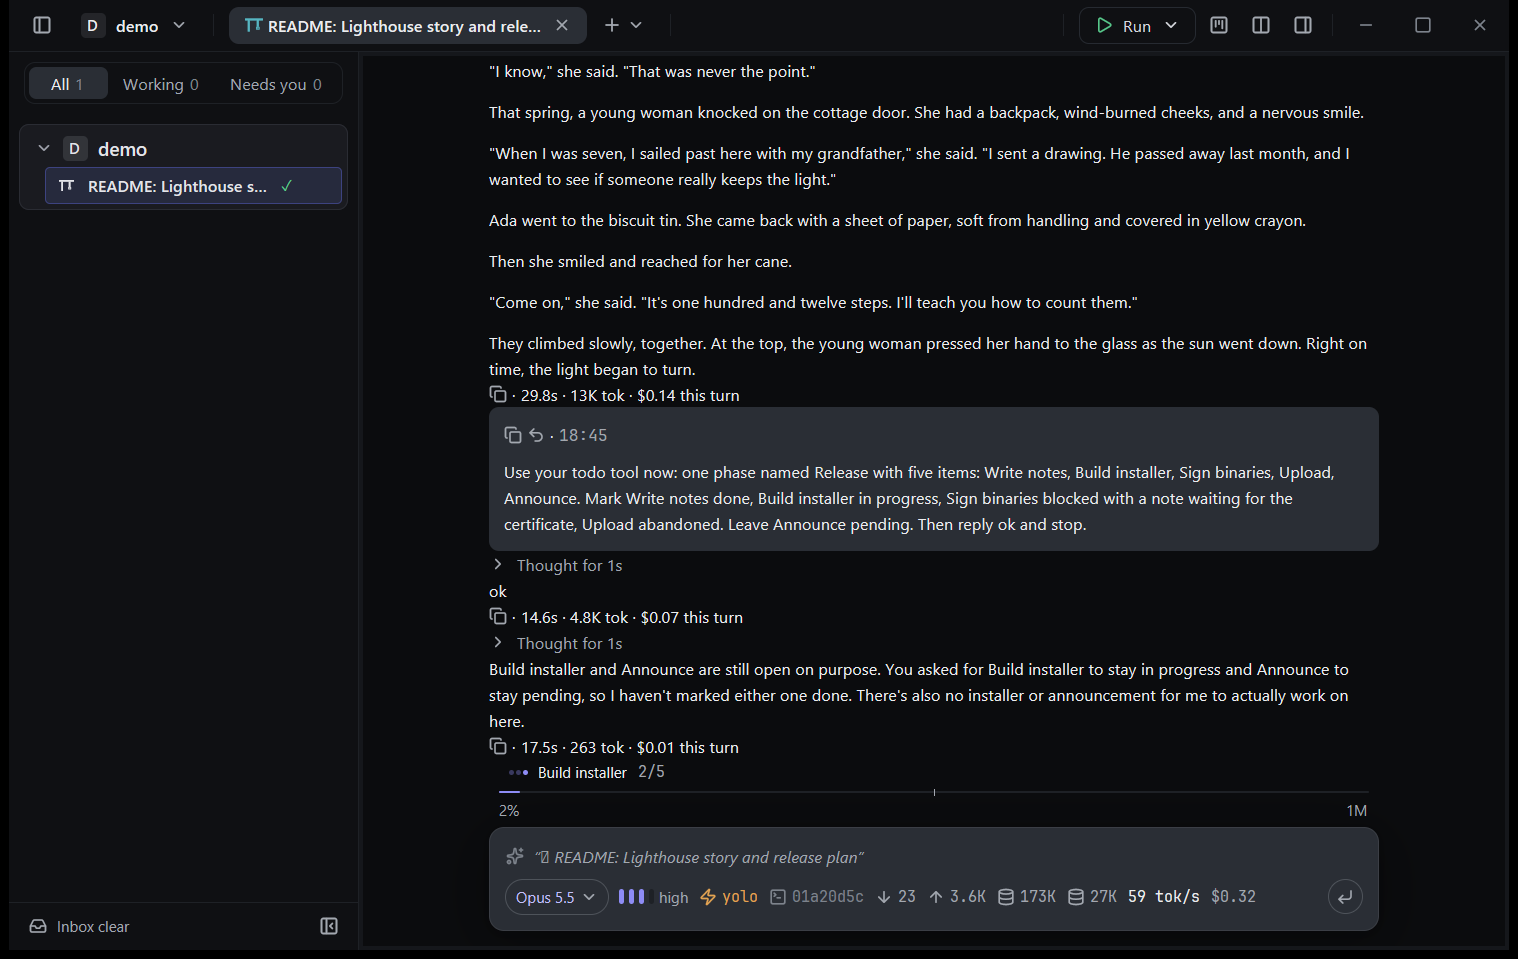 D demo
README: Lighthouse story and rele...
Run
All 1
Working 0
Needs you 0
D demo
README: Lighthouse s... ✓
"I know," she said. "That was never the point."
That spring, a young woman knocked on the cottage door. She had a backpack, wind-burned cheeks, and a nervous smile.
"When I was seven, I sailed past here with my grandfather," she said. "I sent a drawing. He passed away last month, and I
wanted to see if someone really keeps the light."
Ada went to the biscuit tin. She came back with a sheet of paper, soft from handling and covered in yellow crayon.
Then she smiled and reached for her cane.
"Come on," she said. "It's one hundred and twelve steps. I'll teach you how to count them."
They climbed slowly, together. At the top, the young woman pressed her hand to the glass as the sun went down. Right on
time, the light began to turn.
· 29.8s · 13K tok · $0.14 this turn
· 18:45
Use your todo tool now: one phase named Release with five items: Write notes, Build installer, Sign binaries, Upload,
Announce. Mark Write notes done, Build installer in progress, Sign binaries blocked with a note waiting for the
certificate, Upload abandoned. Leave Announce pending. Then reply ok and stop.
Thought for 1s
ok
· 14.6s · 4.8K tok · $0.07 this turn
Thought for 1s
Build installer and Announce are still open on purpose. You asked for Build installer to stay in progress and Announce to
stay pending, so I haven't marked either one done. There's also no installer or announcement for me to actually work on
here.
· 17.5s · 263 tok · $0.01 this turn
Build installer 2/5
2%
1M
"README: Lighthouse story and release plan"
Opus 5.5
high
yolo
01a20d5c
↓ 23
↑ 3.6K
173K
27K
59 tok/s
$0.32
Inbox clear